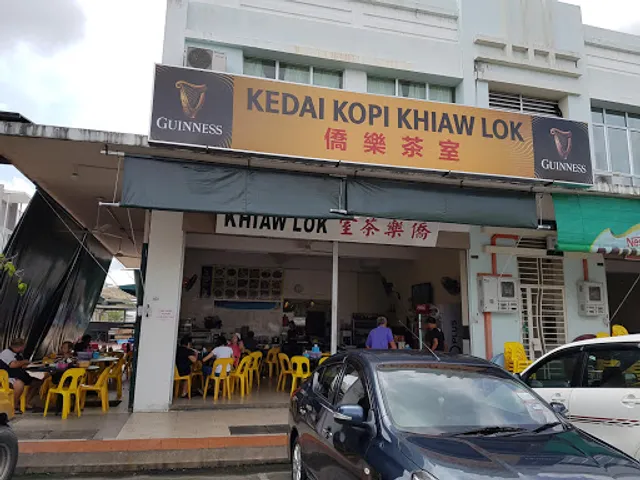 GUINNESS
KEDAI KOPI KHIAW LOK
僑樂茶室
GUINNESS
KHIAW LOK 室茶樂僑